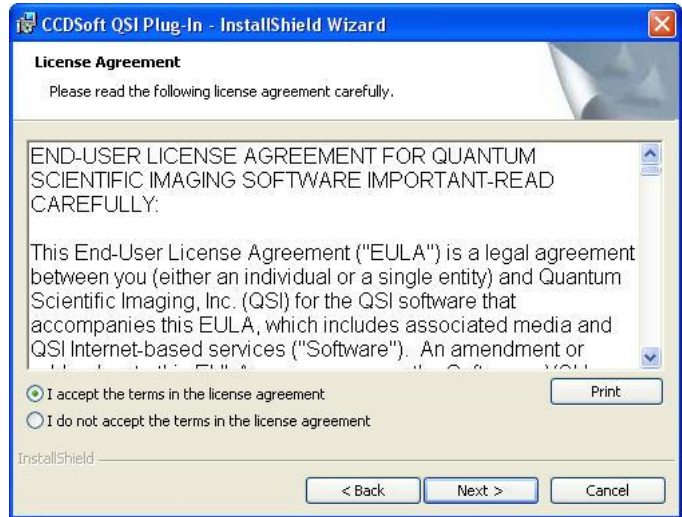 CCDSoft QSI Plug-In - InstallShield Wizard
License Agreement
Please read the following license agreement carefully.
END-USER LICENSE AGREEMENT FOR QUANTUM
SCIENTIFIC IMAGING SOFTWARE IMPORTANT-READ
CAREFULLY:
This End-User License Agreement ("EULA") is a legal agreement
between you (either an individual or a single entity) and Quantum
Scientific Imaging, Inc. (QSI) for the QSI software that
accompanies this EULA, which includes associated media and
QSI Internet-based services ("Software"). An amendment or
I accept the terms in the license agreement
Print
I do not accept the terms in the license agreement
InstallShield
< Back
Next >
Cancel